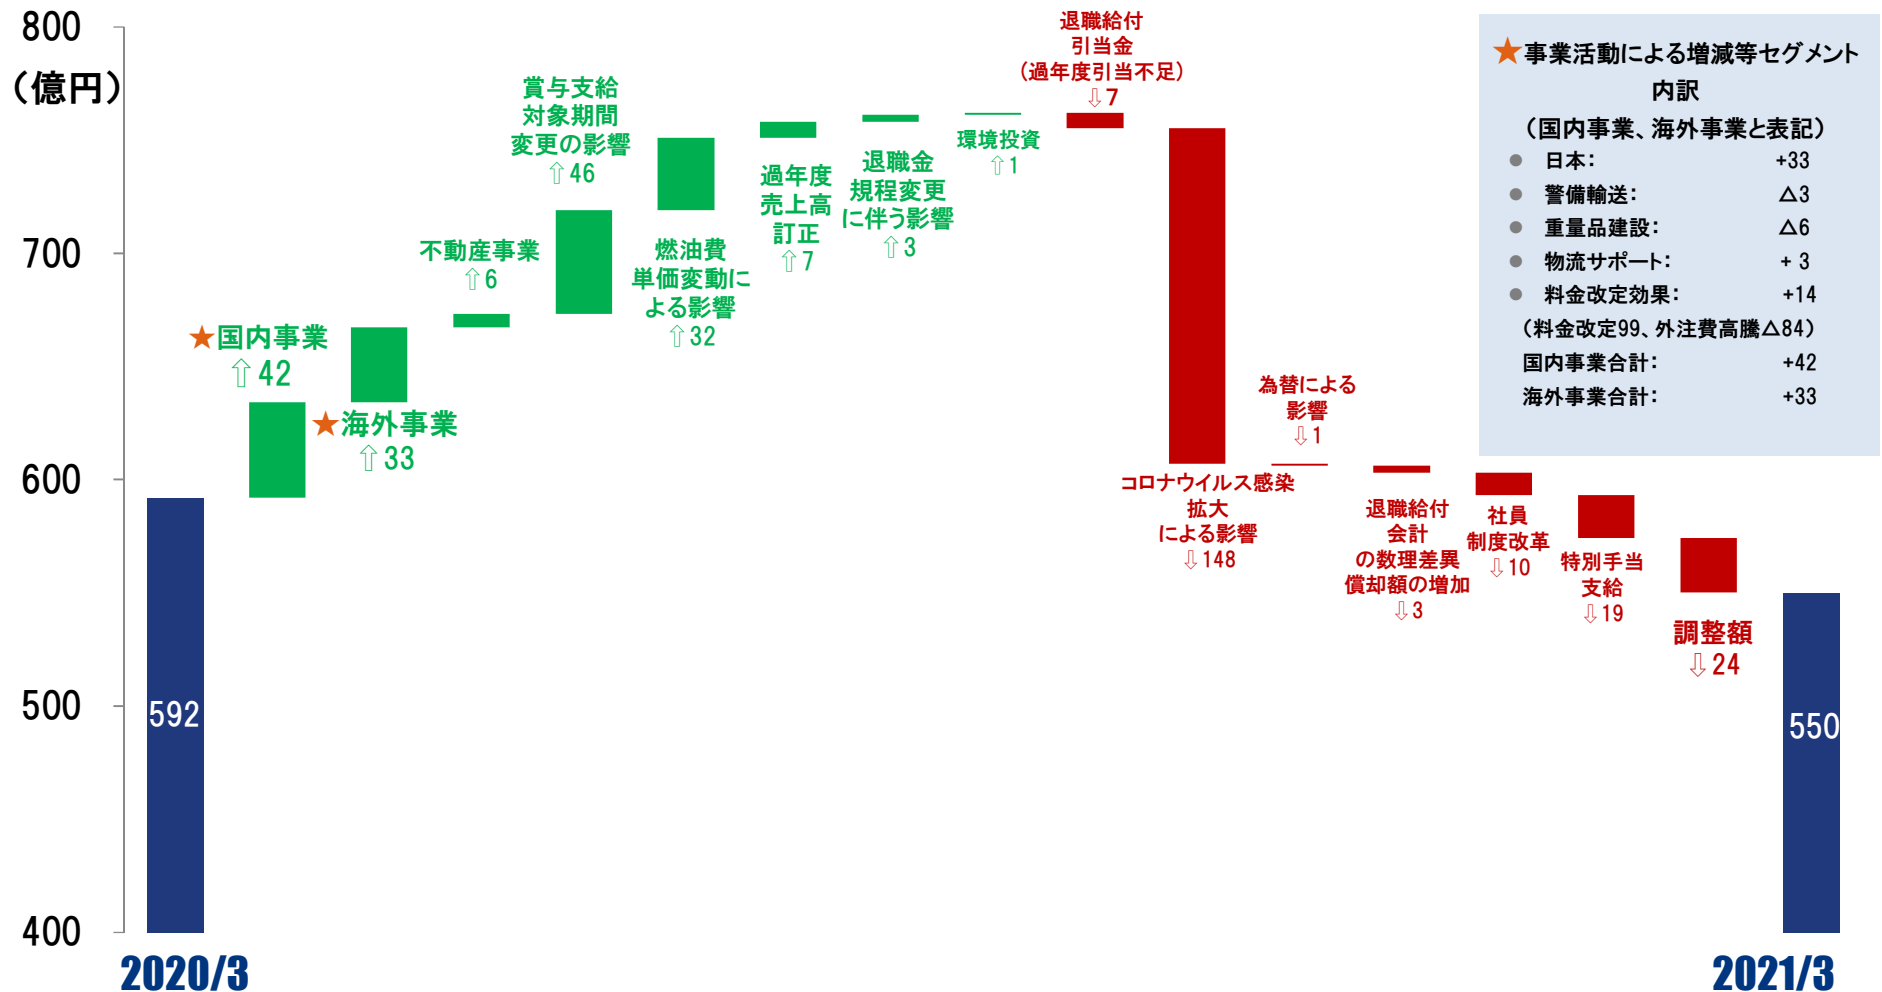 800
(億円)
700
600
500
400
592
2020/3
★国内事業
⇧42
★海外事業
⇧33
不動産事業
⇧6
賞与支給
対象期間
変更の影響
⇧46
燃油費
単価変動に
よる影響
⇧32
過年度
売上高
訂正
⇧7
退職金
規程変更
に伴う影響
⇧3
環境投資
⇧1
退職給付
引当金
(過年度引当不足)
⇩7
コロナウイルス感染
拡大
による影響
⇩148
為替による
影響
⇩1
退職給付
会計
の数理差異
償却額の増加
⇩3
社員
制度改革
⇩10
特別手当
支給
⇩19
調整額
⇩24
550
2021/3
★事業活動による増減等セグメント
内訳
(国内事業、海外事業と表記)
● 日本： +33
● 警備輸送： △3
● 重量品建設： △6
● 物流サポート： + 3
● 料金改定効果： +14
(料金改定99、外注費高騰△84)
国内事業合計： +42
海外事業合計： +33